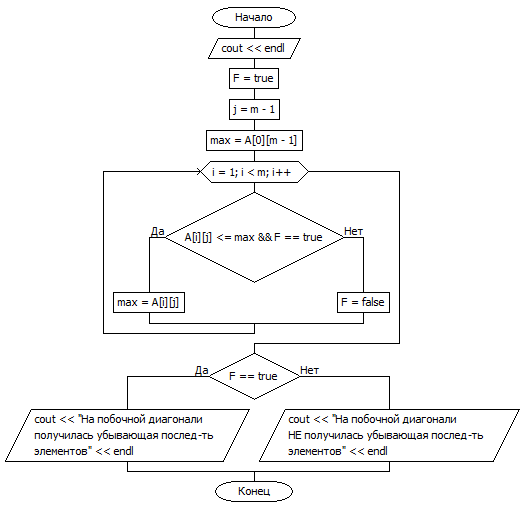 Начало
cout << endl
F = true
j = m - 1
max = A[0][m - 1]
i = 1; i < m; i++
Да
A[i][j] <= max && F == true
Нет
max = A[i][j]
F = false
Да
F == true
Нет
cout << "На побочной диагонали
получилась убывающая послед-ть
элементов" << endl
cout << "На побочной диагонали
НЕ получилась убывающая послед-ть
элементов" << endl
Конец